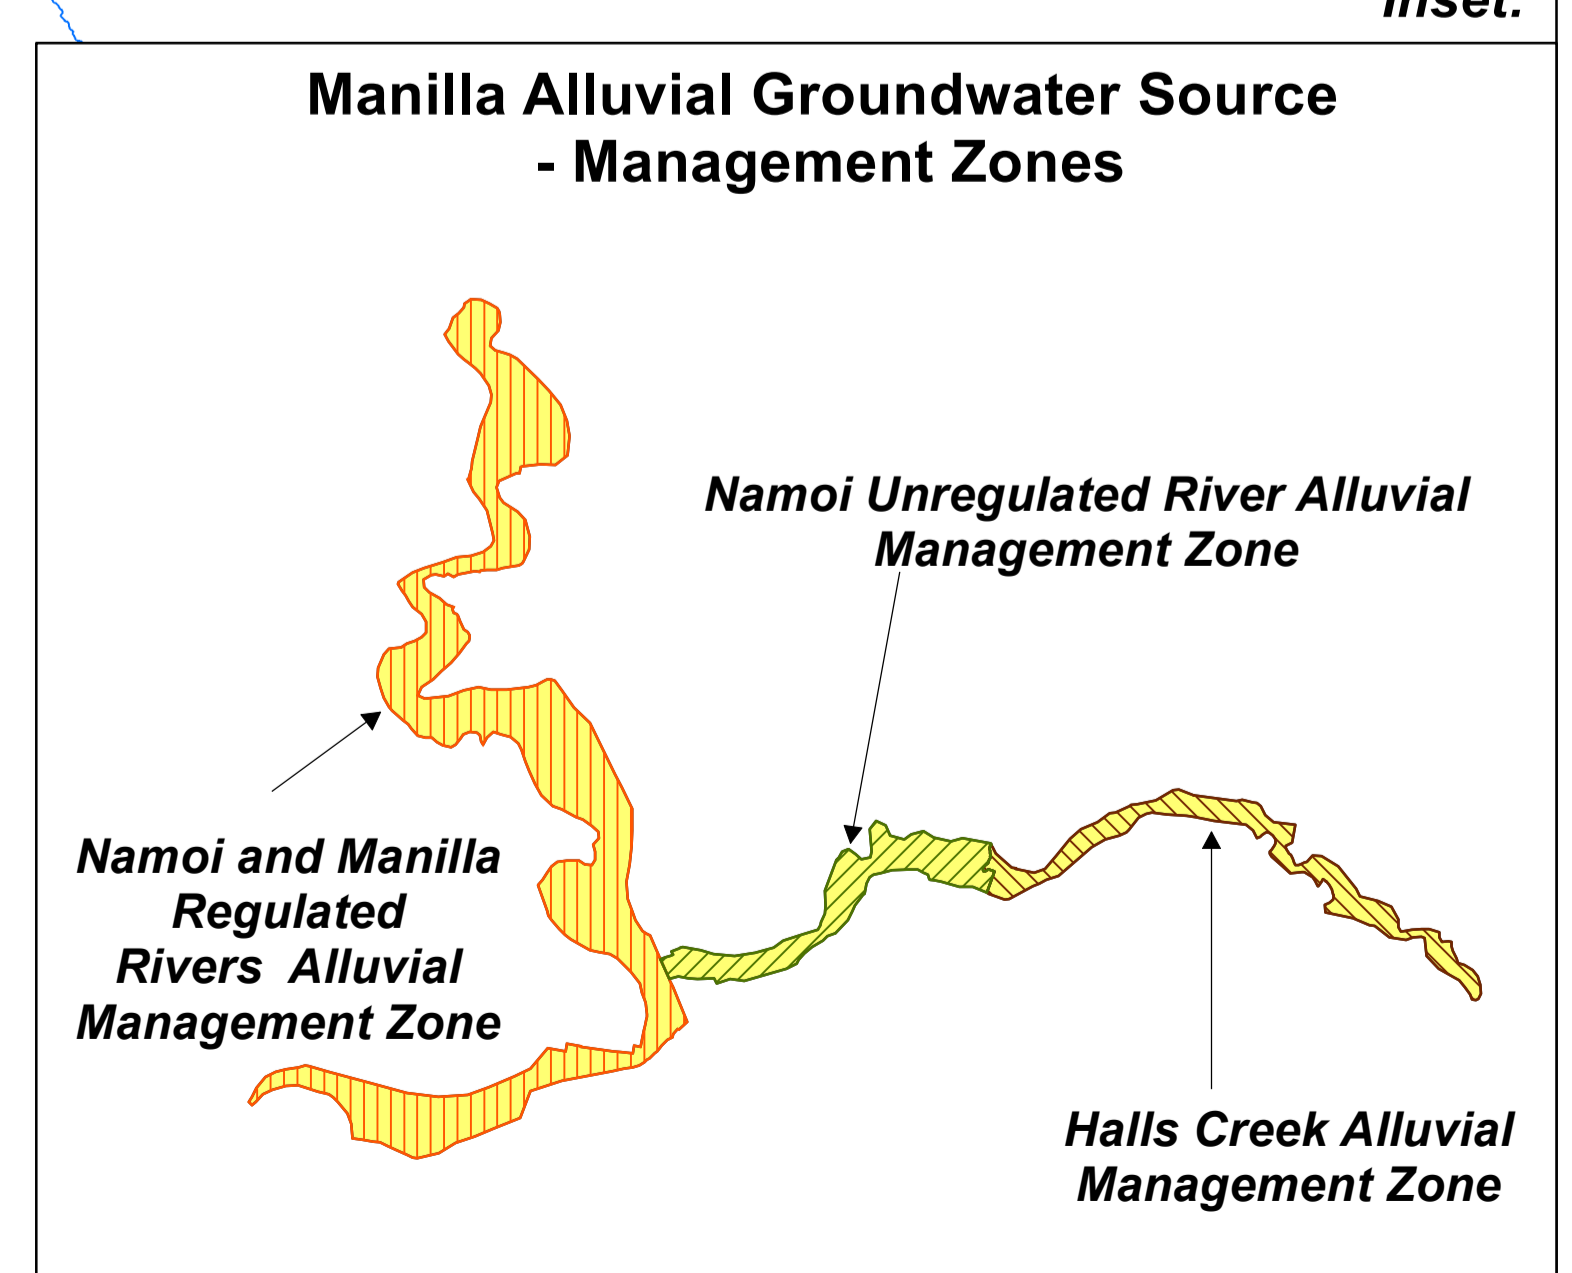 Inset.
Manilla Alluvial Groundwater Source
- Management Zones
Namoi Unregulated River Alluvial
Management Zone
Namoi and Manilla
Regulated
Rivers Alluvial
Management Zone
Halls Creek Alluvial
Management Zone